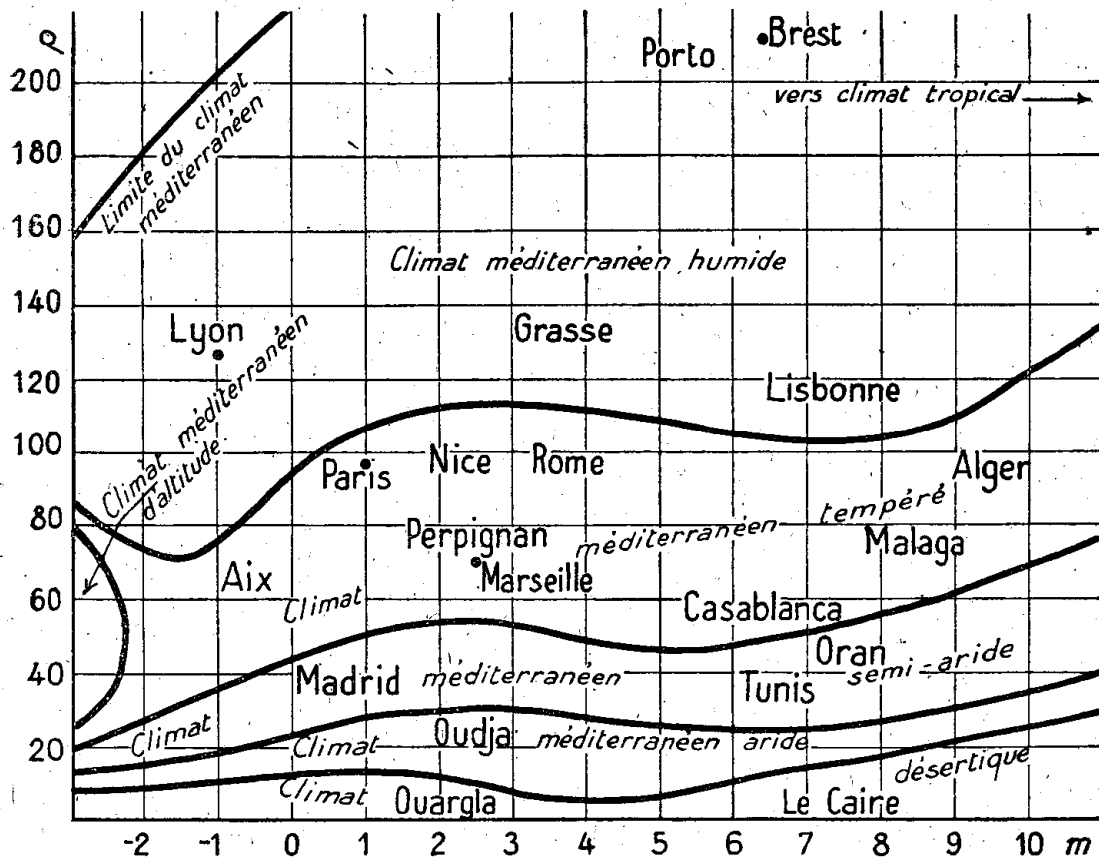 ρ
Porto
Brest
200
vers climat tropical
Limite du climat
méditerranéen
180
160
Climat méditerranéen humide
140
Lyon
Grasse
Climat méditerranéen
d'altitude
120
Lisbonne
100
Paris
Nice
Rome
Alger
80
Perpignan
Climat méditerranéen tempéré
Malaga
Aix
Marseille
60
Casablanca
Oran
40
Madrid
Climat méditerranéen semi-aride
Tunis
20
Oudja
Climat méditerranéen aride
Climat désertique
Ouargla
Le Caire
-2 -1 0 1 2 3 4 5 6 7 8 9 10 m